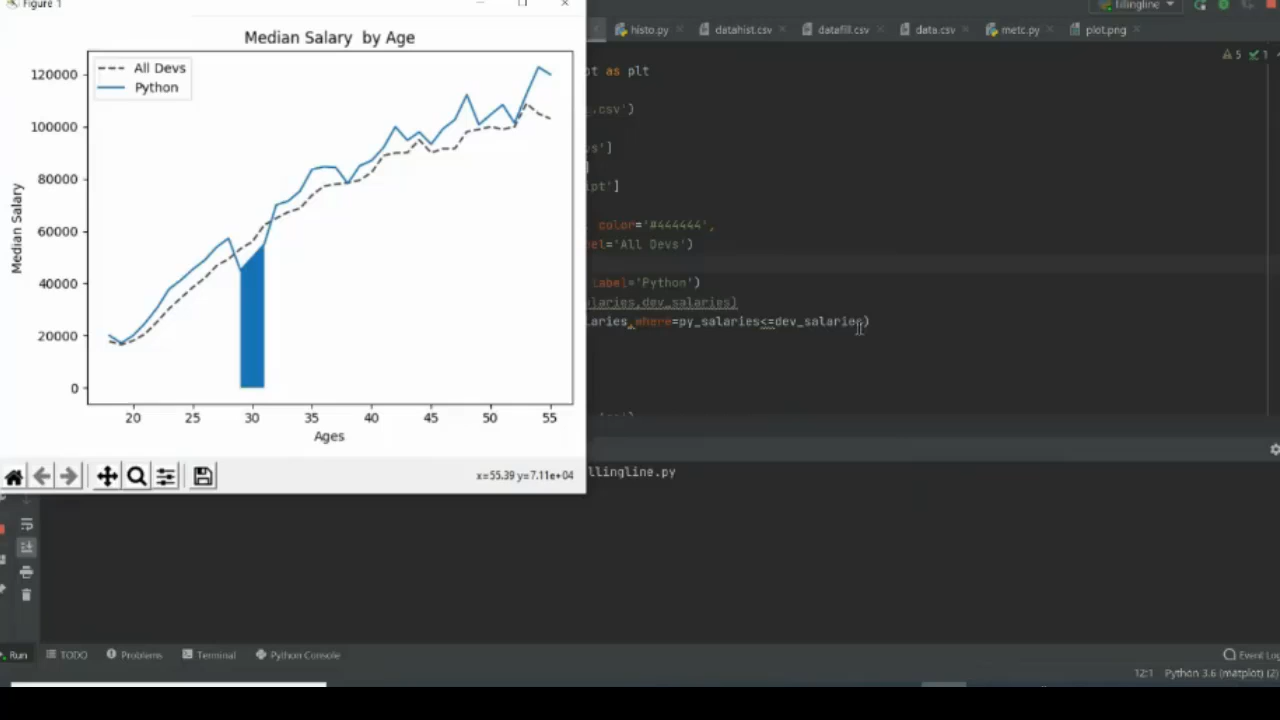 Figure 1
Median Salary  by Age
All Devs
Python
120000
100000
80000
60000
40000
20000
0
Median Salary
20 25 30 35 40 45 50 55
Ages
x=55.39 y=7.11e+04
fillingline
histo.py datahist.csv datafill.csv data.csv metc.py plot.png
5 1
as plt
.csv')
s']
]
ipt']
color='#444444',
el='All Devs')
label='Python')
laries,dev_salaries)
laries,where=py_salaries<=dev_salaries)
llingline.py
Run TODO Problems Terminal Python Console
Event Log
12:1 Python 3.6 (matplot) (2)